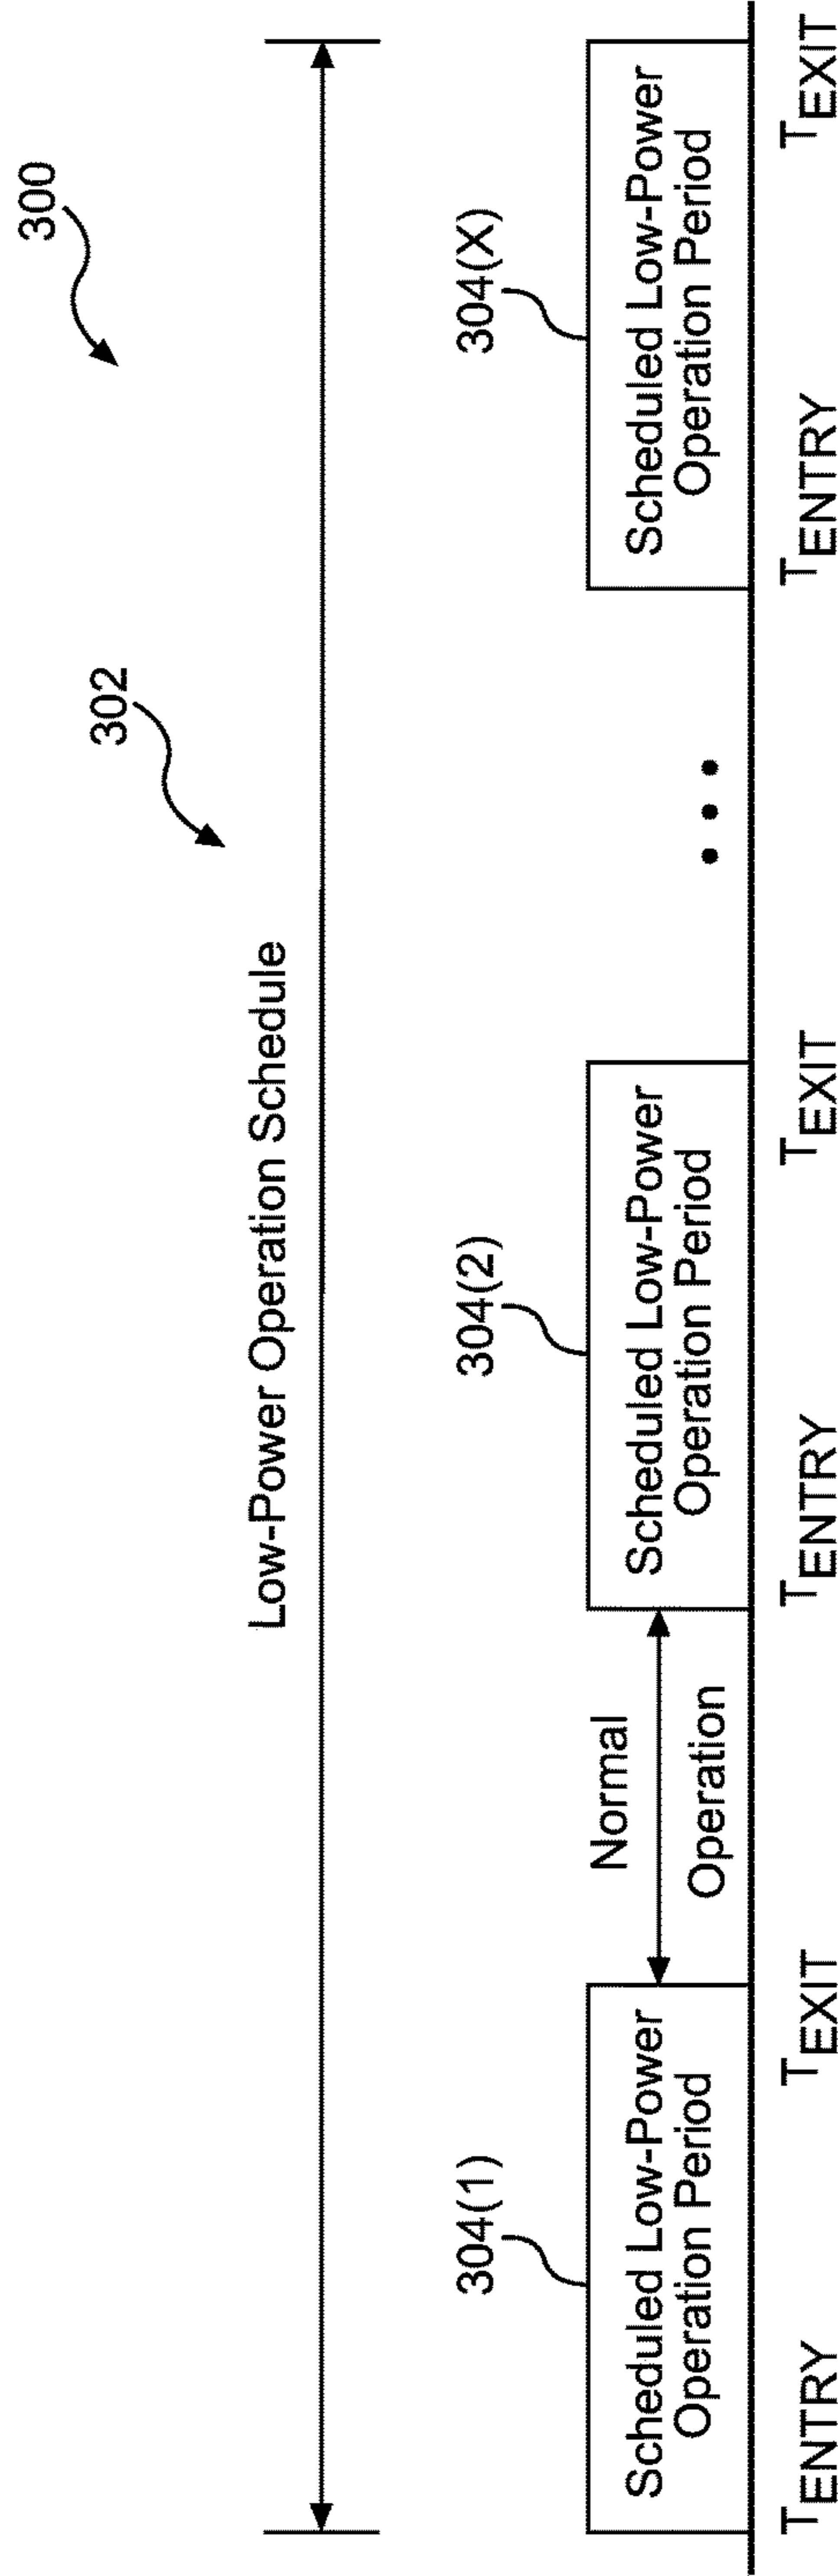 300
302
Low-Power Operation Schedule
304(1)
304(2)
304(X)
Scheduled Low-Power
Operation Period
Normal
Operation
Scheduled Low-Power
Operation Period
• • •
Scheduled Low-Power
Operation Period
TENTRY
TEXIT
TENTRY
TEXIT
TENTRY
TEXIT